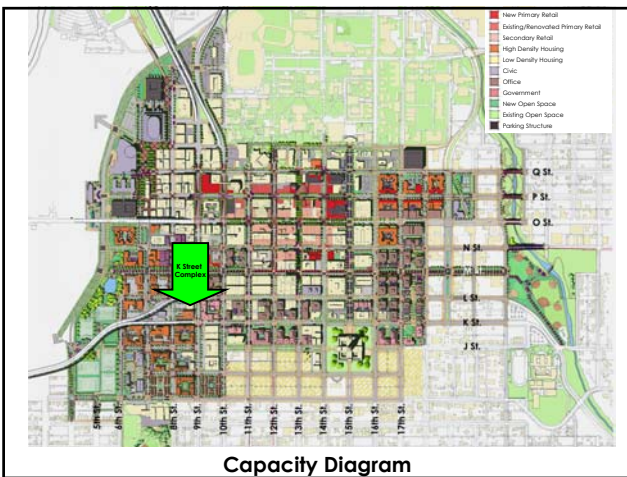 New Primary Retail
Existing/Renovated Primary Retail
Secondary Retail
High Density Housing
Low Density Housing
Civic
Office
Government
New Open Space
Existing Open Space
Parking Structure
Q St.
P St.
O St.
N St.
K Street
Complex
L St.
K St.
J St.
5th St.
6th St.
8th St.
9th St.
10th St.
11th St.
12th St.
13th St.
14th St.
15th St.
16th St.
17th St.
Capacity Diagram